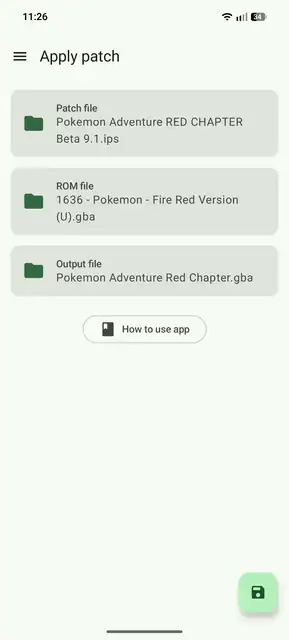 11:26
34
Apply patch
Patch file
Pokemon Adventure RED CHAPTER
Beta 9.1.ips
ROM file
1636 - Pokemon - Fire Red Version
(U).gba
Output file
Pokemon Adventure Red Chapter.gba
How to use app